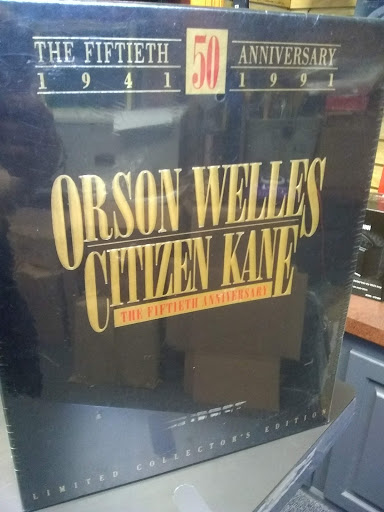 THE FIFTIETH 50 ANNIVERSARY
1941 1991
ORSON WELLES
CITIZEN KANE
THE FIFTIETH ANNIVERSARY
LIMITED COLLECTOR'S EDITION